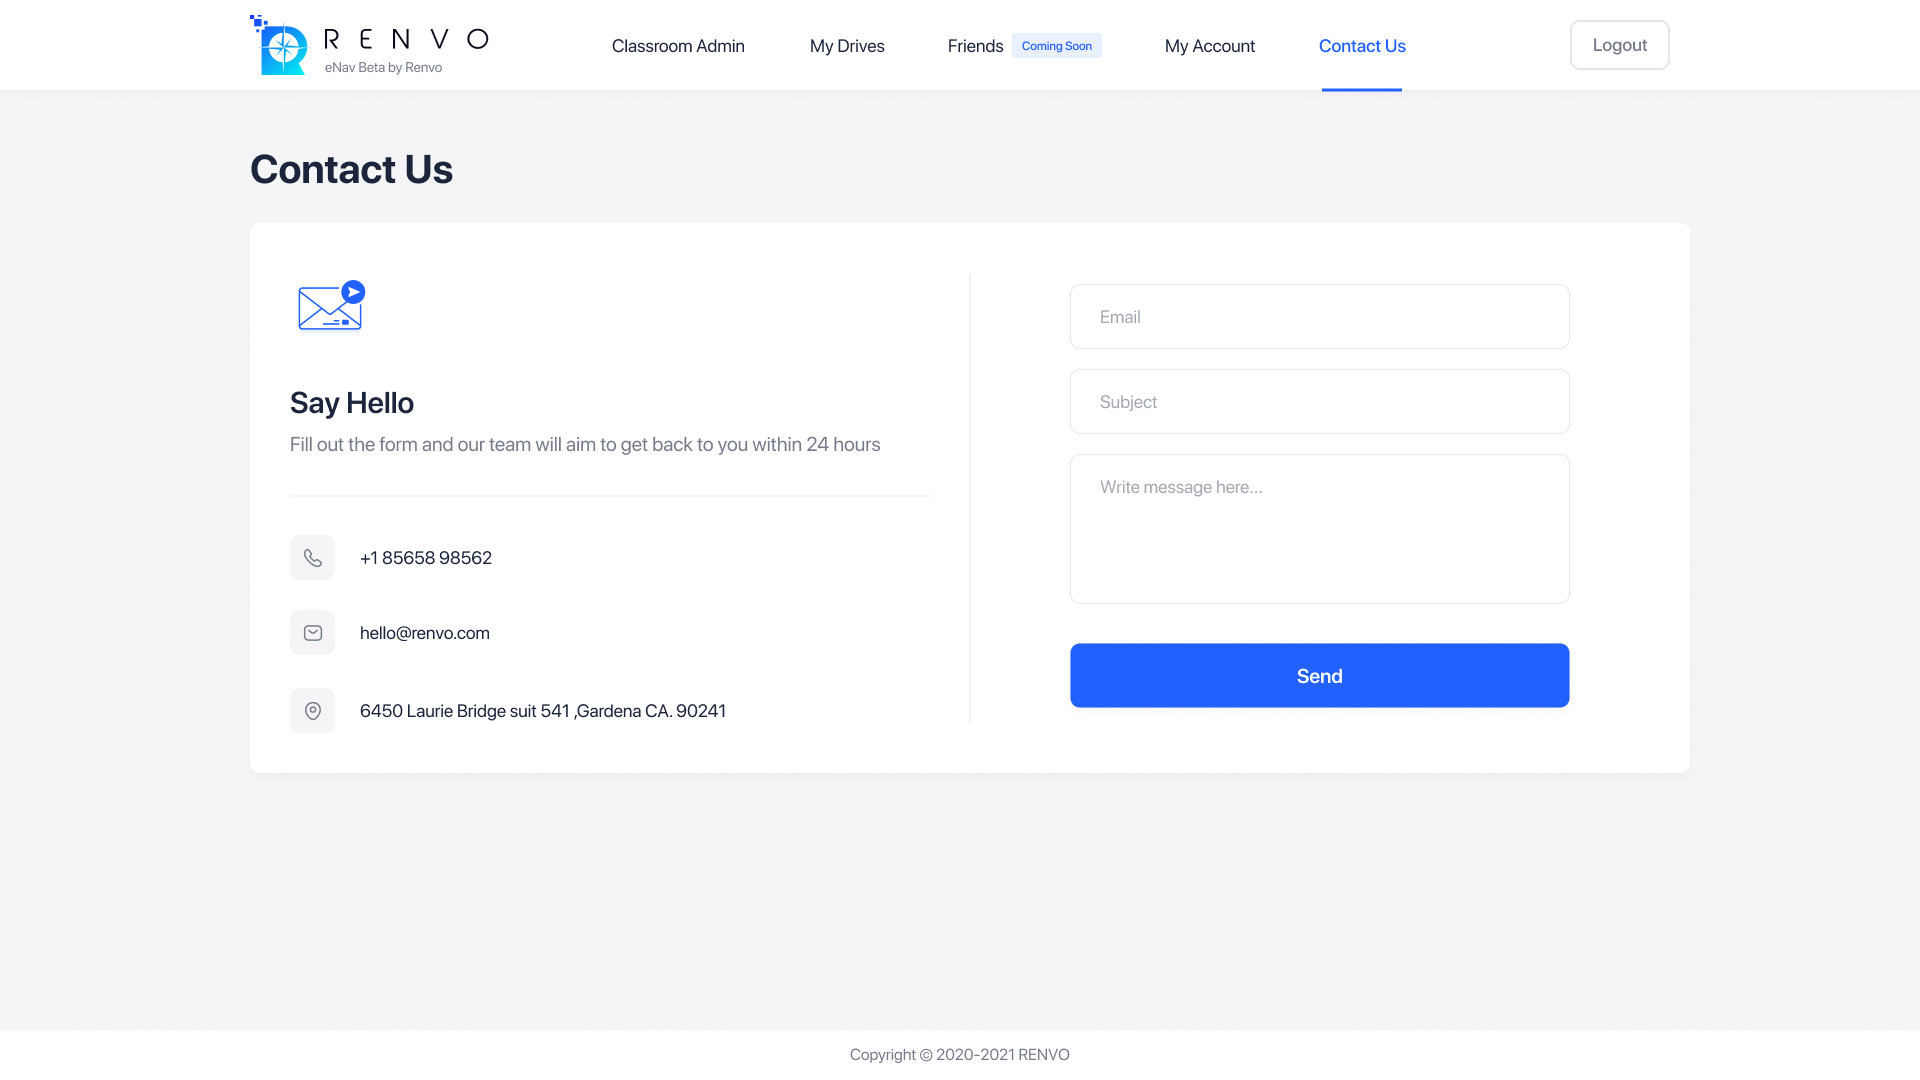 RENVO
eNav Beta by Renvo
Classroom Admin
My Drives
Friends
Coming Soon
My Account
Contact Us
Logout
Contact Us
Say Hello
Fill out the form and our team will aim to get back to you within 24 hours
+1 85658 98562
hello@renvo.com
6450 Laurie Bridge suit 541 ,Gardena CA. 90241
Email
Subject
Write message here...
Send
Copyright © 2020-2021 RENVO